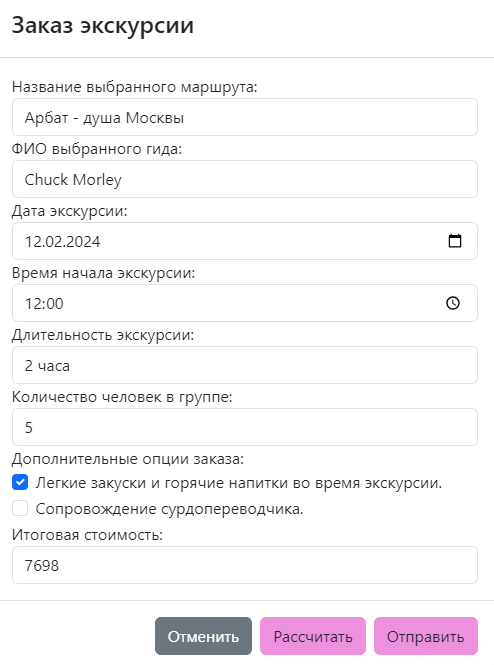 Заказ экскурсии
Название выбранного маршрута:
Арбат - душа Москвы
ФИО выбранного гида:
Chuck Morley
Дата экскурсии:
12.02.2024
Время начала экскурсии:
12:00
Длительность экскурсии:
2 часа
Количество человек в группе:
5
Дополнительные опции заказа:
Легкие закуски и горячие напитки во время экскурсии.
Сопровождение сурдопереводчика.
Итоговая стоимость:
7698
Отменить Рассчитать Отправить